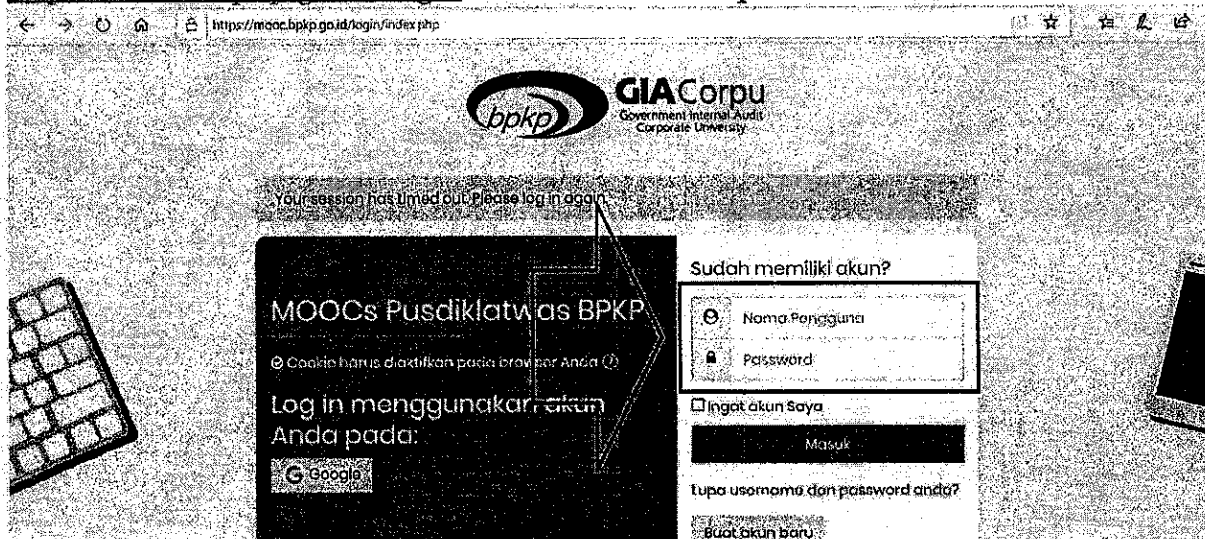 https://mooc.bpkp.go.id/login/index.php
bpkp
GIACorpu
Government Internal Audit
Corporate University
Your session has timed out. Please log in again.
MOOCs Pusdiklatwas BPKP
Cookie harus diaktifkan pada browser Anda
Log in menggunakan akun
Anda pada:
G Google
Sudah memiliki akun?
Nama Pengguna
Password
Ingat akun Saya
Masuk
Lupa username dan password anda?
Buat akun baru